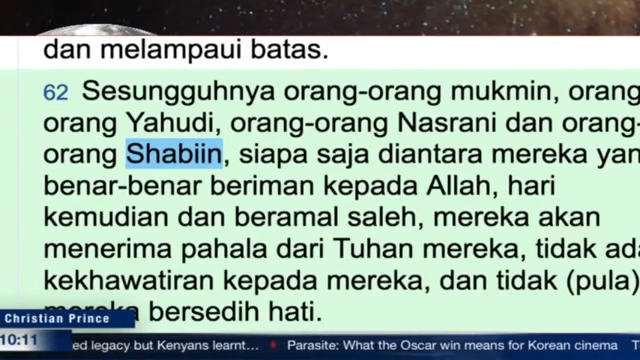 dan melampaui batas.
62 Sesungguhnya orang-orang mukmin, orang
orang Yahudi, orang-orang Nasrani dan orang-
orang Shabiin, siapa saja diantara mereka yan
benar-benar beriman kepada Allah, hari
kemudian dan beramal saleh, mereka akan
menerima pahala dari Tuhan mereka, tidak ada
kekhawatiran kepada mereka, dan tidak (pula)
mereka bersedih hati.
Christian Prince
10:11 ed legacy but Kenyans learnt... Parasite: What the Oscar win means for Korean cinema T